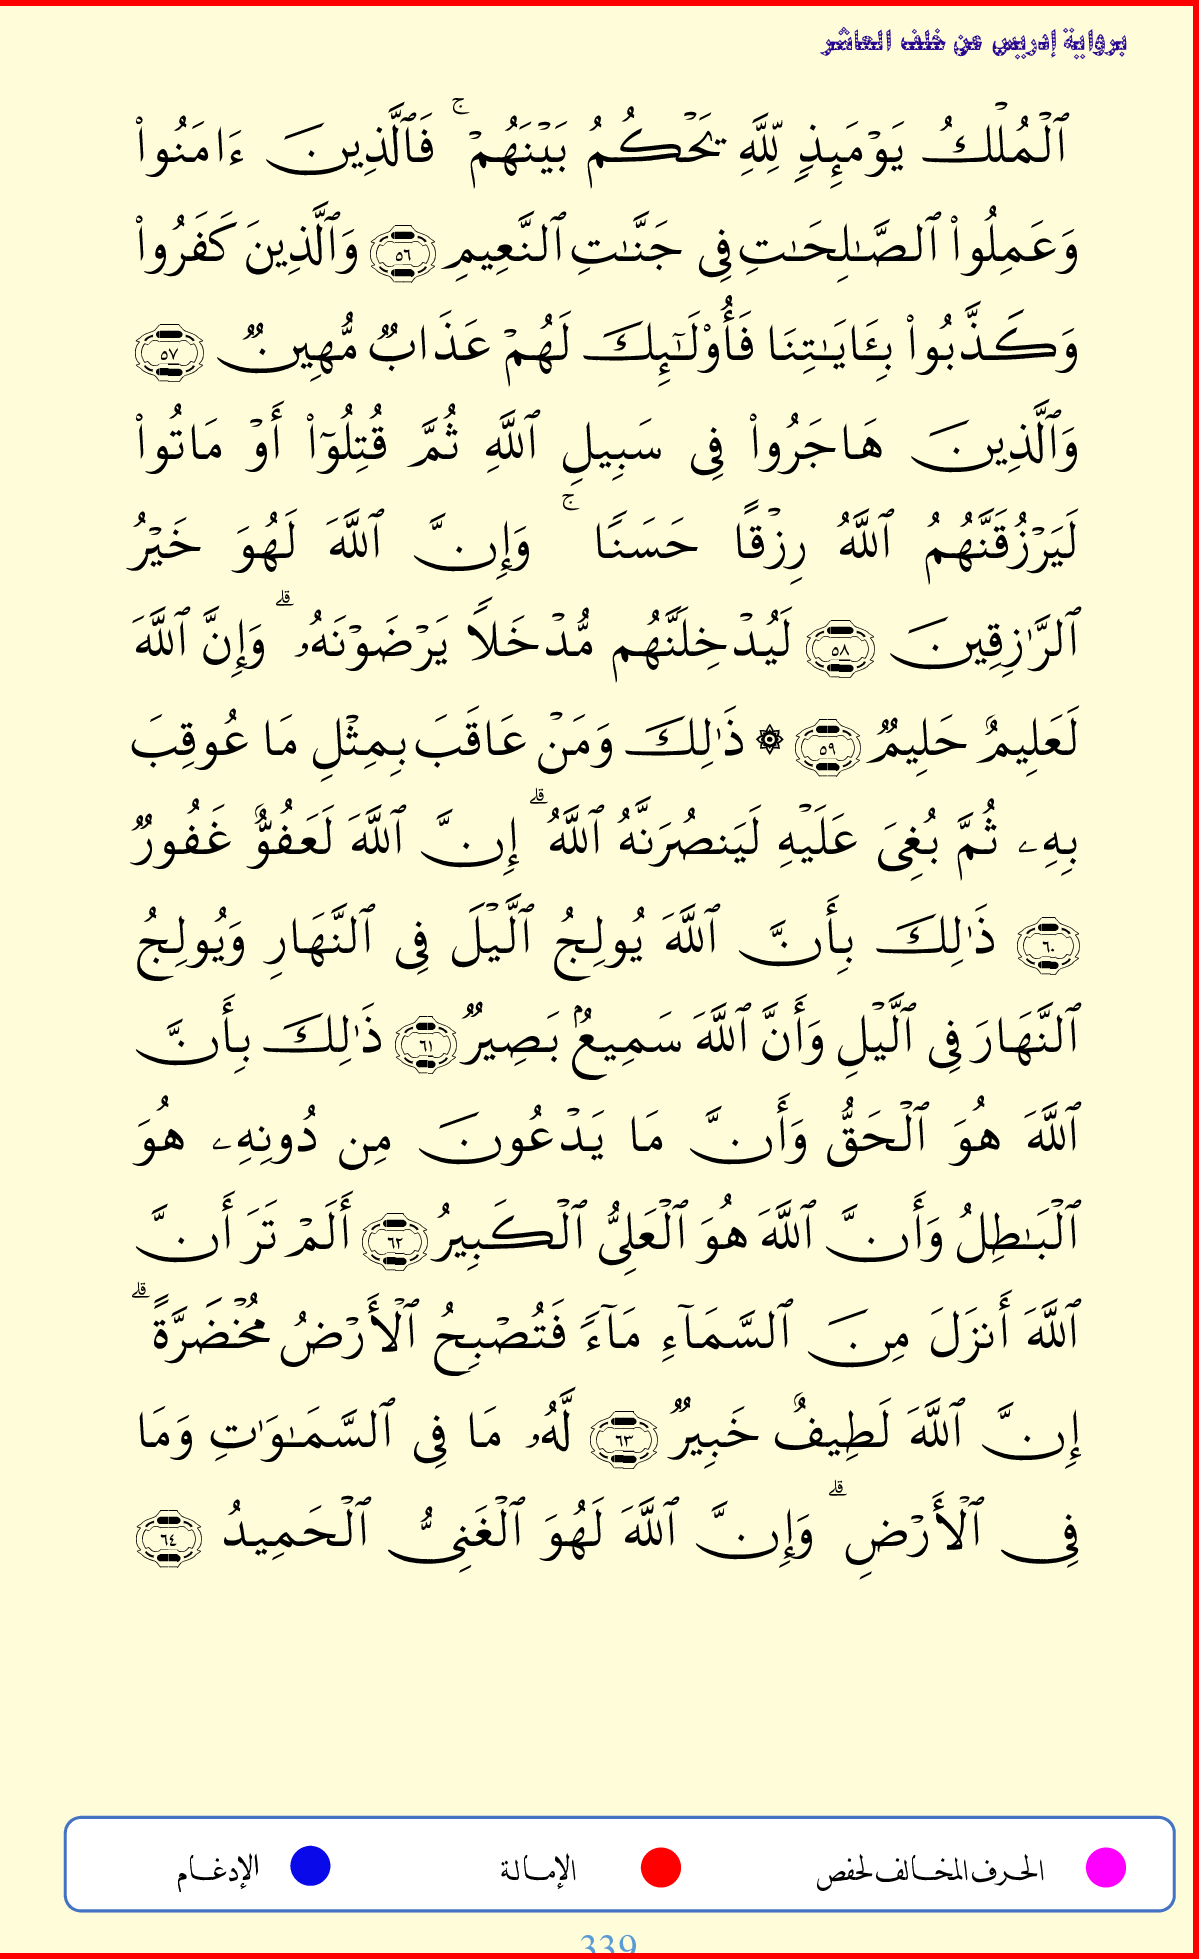 برواية إدريس عن خلف العاشر
ٱلْمُلْكُ يَوْمَئِذٍ لِّلَّهِ يَحْكُمُ بَيْنَهُمْ ۚ فَٱلَّذِينَ ءَامَنُوا۟
وَعَمِلُوا۟ ٱلصَّـٰلِحَـٰتِ فِى جَنَّـٰتِ ٱلنَّعِيمِ ٥٦ وَٱلَّذِينَ كَفَرُوا۟
وَكَذَّبُوا۟ بِـَٔايَـٰتِنَا فَأُو۟لَـٰٓئِكَ لَهُمْ عَذَابٌ مُّهِينٌ ٥٧
وَٱلَّذِينَ هَاجَرُوا۟ فِى سَبِيلِ ٱللَّهِ ثُمَّ قُتِلُوٓا۟ أَوْ مَاتُوا۟
لَيَرْزُقَنَّهُمُ ٱللَّهُ رِزْقًا حَسَنًا ۚ وَإِنَّ ٱللَّهَ لَهُوَ خَيْرُ
ٱلرَّٰزِقِينَ ٥٨ لَيُدْخِلَنَّهُم مُّدْخَلًا يَرْضَوْنَهُۥ ۗ وَإِنَّ ٱللَّهَ
لَعَلِيمٌ حَلِيمٌ ٥٩ ۞ ذَٰلِكَ وَمَنْ عَاقَبَ بِمِثْلِ مَا عُوقِبَ
بِهِۦ ثُمَّ بُغِىَ عَلَيْهِ لَيَنصُرَنَّهُ ٱللَّهُ ۗ إِنَّ ٱللَّهَ لَعَفُوٌّ غَفُورٌ
٦٠ ذَٰلِكَ بِأَنَّ ٱللَّهَ يُولِجُ ٱلَّيْلَ فِى ٱلنَّهَارِ وَيُولِجُ
ٱلنَّهَارَ فِى ٱلَّيْلِ وَأَنَّ ٱللَّهَ سَمِيعٌۢ بَصِيرٌ ٦١ ذَٰلِكَ بِأَنَّ
ٱللَّهَ هُوَ ٱلْحَقُّ وَأَنَّ مَا يَدْعُونَ مِن دُونِهِۦ هُوَ
ٱلْبَـٰطِلُ وَأَنَّ ٱللَّهَ هُوَ ٱلْعَلِىُّ ٱلْكَبِيرُ ٦٢ أَلَمْ تَرَ أَنَّ
ٱللَّهَ أَنزَلَ مِنَ ٱلسَّمَآءِ مَآءً فَتُصْبِحُ ٱلْأَرْضُ مُخْضَرَّةً ۗ
إِنَّ ٱللَّهَ لَطِيفٌ خَبِيرٌ ٦٣ لَّهُۥ مَا فِى ٱلسَّمَـٰوَٰتِ وَمَا
فِى ٱلْأَرْضِ ۗ وَإِنَّ ٱللَّهَ لَهُوَ ٱلْغَنِىُّ ٱلْحَمِيدُ ٦٤
الحرف المخالف لحفص الإمالة الإدغام
339